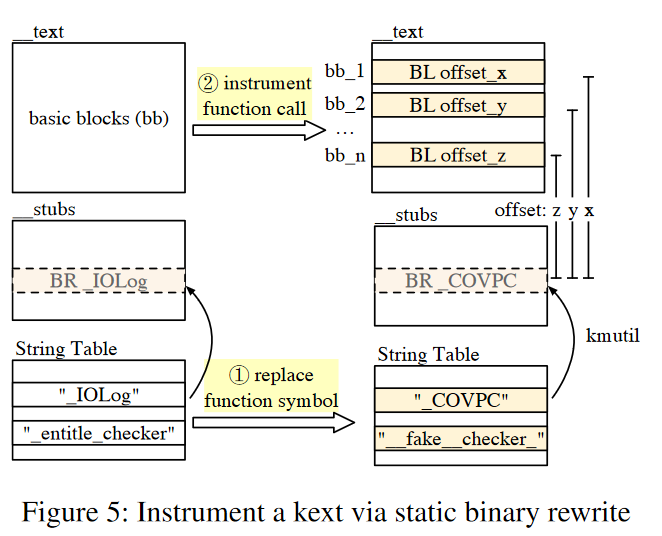 __text
basic blocks (bb)
② instrument
function call
__text
bb_1
BL offset_x
bb_2
BL offset_y
...
bb_n
BL offset_z
offset: z y x
__stubs
BR _IOLog
__stubs
BR _COVPC
kmutil
String Table
"_IOLog"
"_entitle_checker"
① replace
function symbol
String Table
"_COVPC"
"__fake__checker_"
Figure 5: Instrument a kext via static binary rewrite